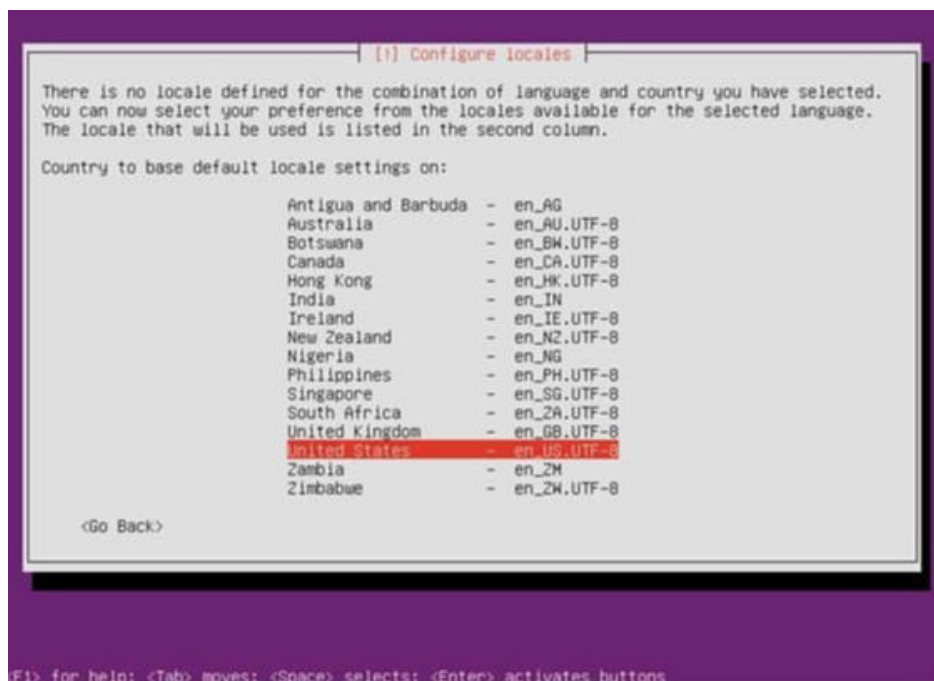 [!] Configure locales
There is no locale defined for the combination of language and country you have selected.
You can now select your preference from the locales available for the selected language.
The locale that will be used is listed in the second column.
Country to base default locale settings on:
Antigua and Barbuda - en_AG
Australia - en_AU.UTF-8
Botswana - en_BW.UTF-8
Canada - en_CA.UTF-8
Hong Kong - en_HK.UTF-8
India - en_IN
Ireland - en_IE.UTF-8
New Zealand - en_NZ.UTF-8
Nigeria - en_NG
Philippines - en_PH.UTF-8
Singapore - en_SG.UTF-8
South Africa - en_ZA.UTF-8
United Kingdom - en_GB.UTF-8
United States - en_US.UTF-8
Zambia - en_ZM
Zimbabwe - en_ZW.UTF-8
<Go Back>
<F1> for help; <Tab> moves; <Space> selects; <Enter> activates buttons